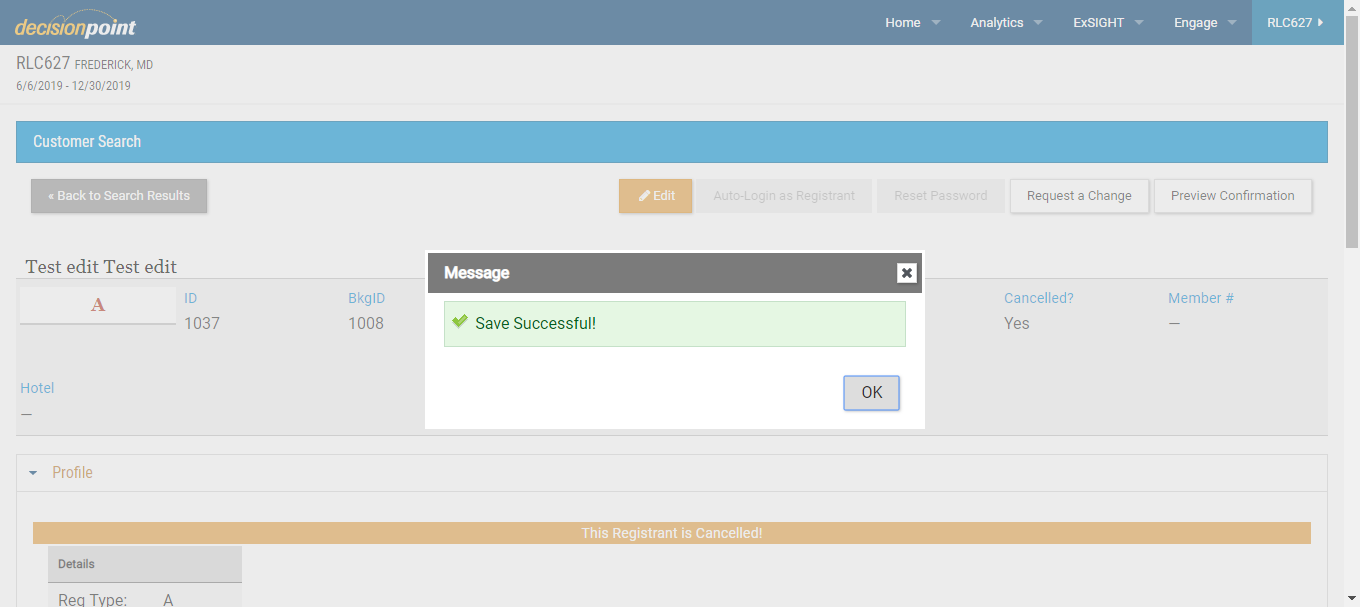 decisionpoint
Home Analytics ExSIGHT Engage RLC627
RLC627 FREDERICK, MD
6/6/2019 - 12/30/2019
Customer Search
« Back to Search Results Edit Auto-Login as Registrant Reset Password Request a Change Preview Confirmation
Test edit Test edit
Message
A
ID BkgID Cancelled? Member #
1037 1008 Yes —
Save Successful!
OK
Hotel
—
Profile
This Registrant is Cancelled!
Details
Reg Type: A